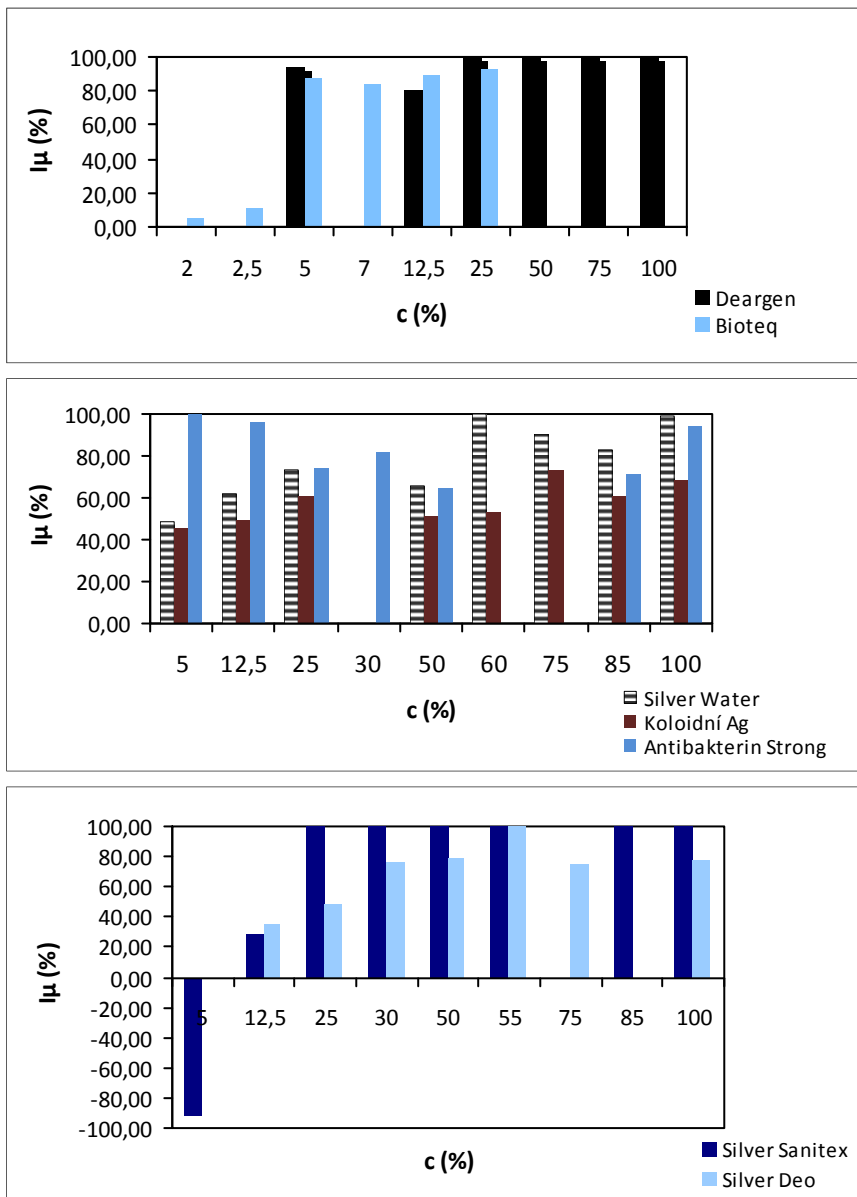 100,00
80,00
60,00
40,00
20,00
0,00
Iμ (%)
2 2,5 5 7 12,5 25 50 75 100
c (%)
Deargen
Bioteq
100,00
80,00
60,00
40,00
20,00
0,00
Iμ (%)
5 12,5 25 30 50 60 75 85 100
c (%)
Silver Water
Koloidní Ag
Antibakterin Strong
100,00
80,00
60,00
40,00
20,00
0,00
-20,00
-40,00
-60,00
-80,00
-100,00
Iμ (%)
5 12,5 25 30 50 55 75 85 100
c (%)
Silver Sanitex
Silver Deo